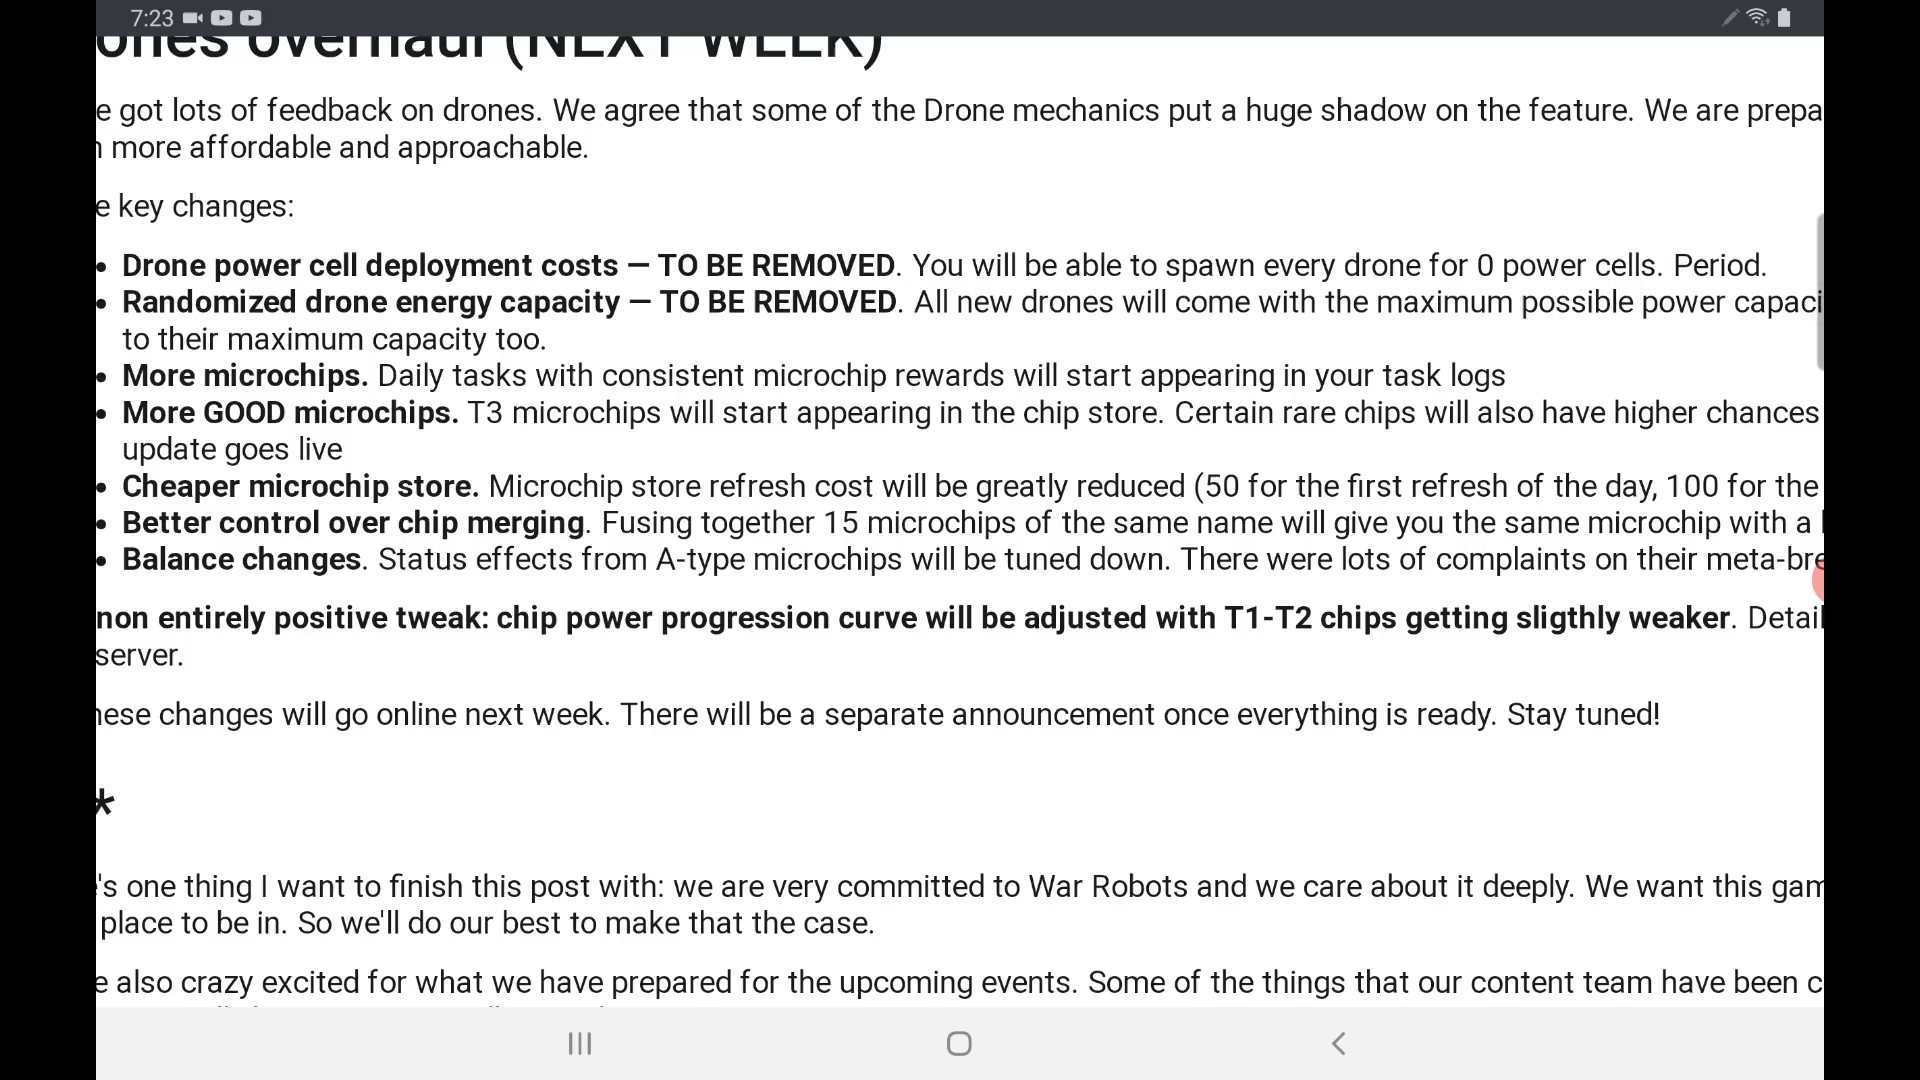 7:23
ones overhaul (NEXT WEEK)
e got lots of feedback on drones. We agree that some of the Drone mechanics put a huge shadow on the feature. We are prepa
more affordable and approachable.
e key changes:
• Drone power cell deployment costs — TO BE REMOVED. You will be able to spawn every drone for 0 power cells. Period.
• Randomized drone energy capacity — TO BE REMOVED. All new drones will come with the maximum possible power capaci
to their maximum capacity too.
• More microchips. Daily tasks with consistent microchip rewards will start appearing in your task logs
• More GOOD microchips. T3 microchips will start appearing in the chip store. Certain rare chips will also have higher chances
update goes live
• Cheaper microchip store. Microchip store refresh cost will be greatly reduced (50 for the first refresh of the day, 100 for the
• Better control over chip merging. Fusing together 15 microchips of the same name will give you the same microchip with a
• Balance changes. Status effects from A-type microchips will be tuned down. There were lots of complaints on their meta-bre
non entirely positive tweak: chip power progression curve will be adjusted with T1-T2 chips getting sligthly weaker. Detail
server.
hese changes will go online next week. There will be a separate announcement once everything is ready. Stay tuned!
*
's one thing I want to finish this post with: we are very committed to War Robots and we care about it deeply. We want this gam
place to be in. So we'll do our best to make that the case.
e also crazy excited for what we have prepared for the upcoming events. Some of the things that our content team have been c